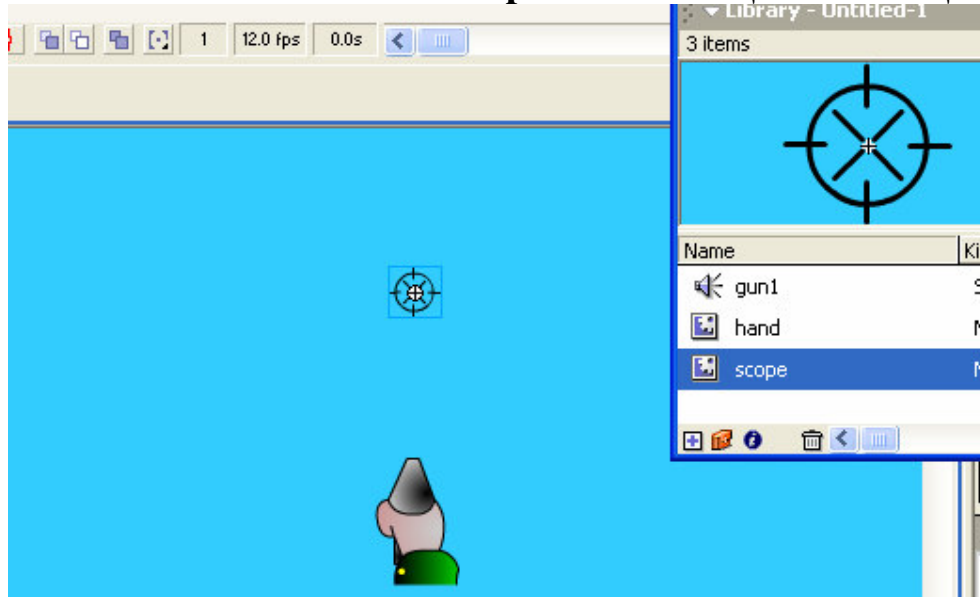 Library - Untitled-1
1 12.0 fps 0.0s
3 items
Name
gun1
hand
scope